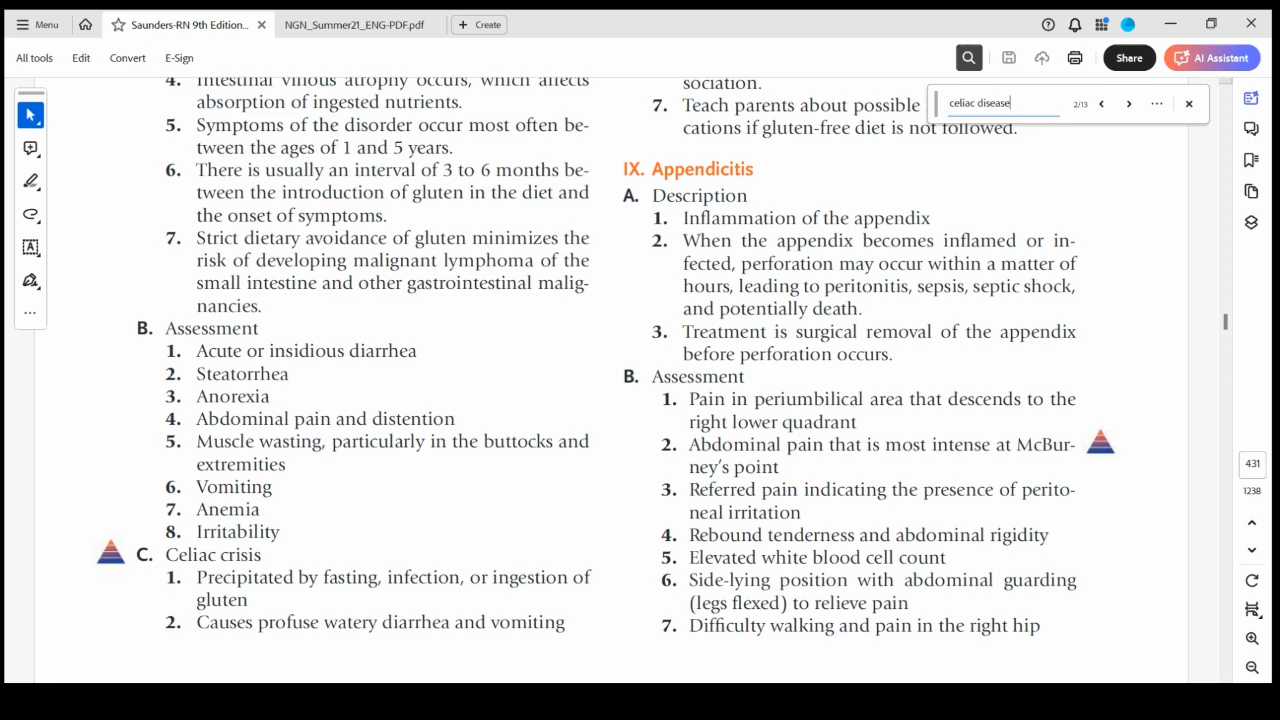 Menu
Saunders-RN 9th Edition...
NGN_Summer21_ENG-PDF.pdf
Create
All tools
Edit
Convert
E-Sign
Share
AI Assistant
celiac disease
2/13
4. Intestinal villous atrophy occurs, which affects
absorption of ingested nutrients.
5. Symptoms of the disorder occur most often be-
tween the ages of 1 and 5 years.
6. There is usually an interval of 3 to 6 months be-
tween the introduction of gluten in the diet and
the onset of symptoms.
7. Strict dietary avoidance of gluten minimizes the
risk of developing malignant lymphoma of the
small intestine and other gastrointestinal malig-
nancies.
B. Assessment
1. Acute or insidious diarrhea
2. Steatorrhea
3. Anorexia
4. Abdominal pain and distention
5. Muscle wasting, particularly in the buttocks and
extremities
6. Vomiting
7. Anemia
8. Irritability
C. Celiac crisis
1. Precipitated by fasting, infection, or ingestion of
gluten
2. Causes profuse watery diarrhea and vomiting
sociation.
7. Teach parents about possible
cations if gluten-free diet is not followed.
IX. Appendicitis
A. Description
1. Inflammation of the appendix
2. When the appendix becomes inflamed or in-
fected, perforation may occur within a matter of
hours, leading to peritonitis, sepsis, septic shock,
and potentially death.
3. Treatment is surgical removal of the appendix
before perforation occurs.
B. Assessment
1. Pain in periumbilical area that descends to the
right lower quadrant
2. Abdominal pain that is most intense at McBur-
ney's point
3. Referred pain indicating the presence of perito-
neal irritation
4. Rebound tenderness and abdominal rigidity
5. Elevated white blood cell count
6. Side-lying position with abdominal guarding
(legs flexed) to relieve pain
7. Difficulty walking and pain in the right hip
431
1238